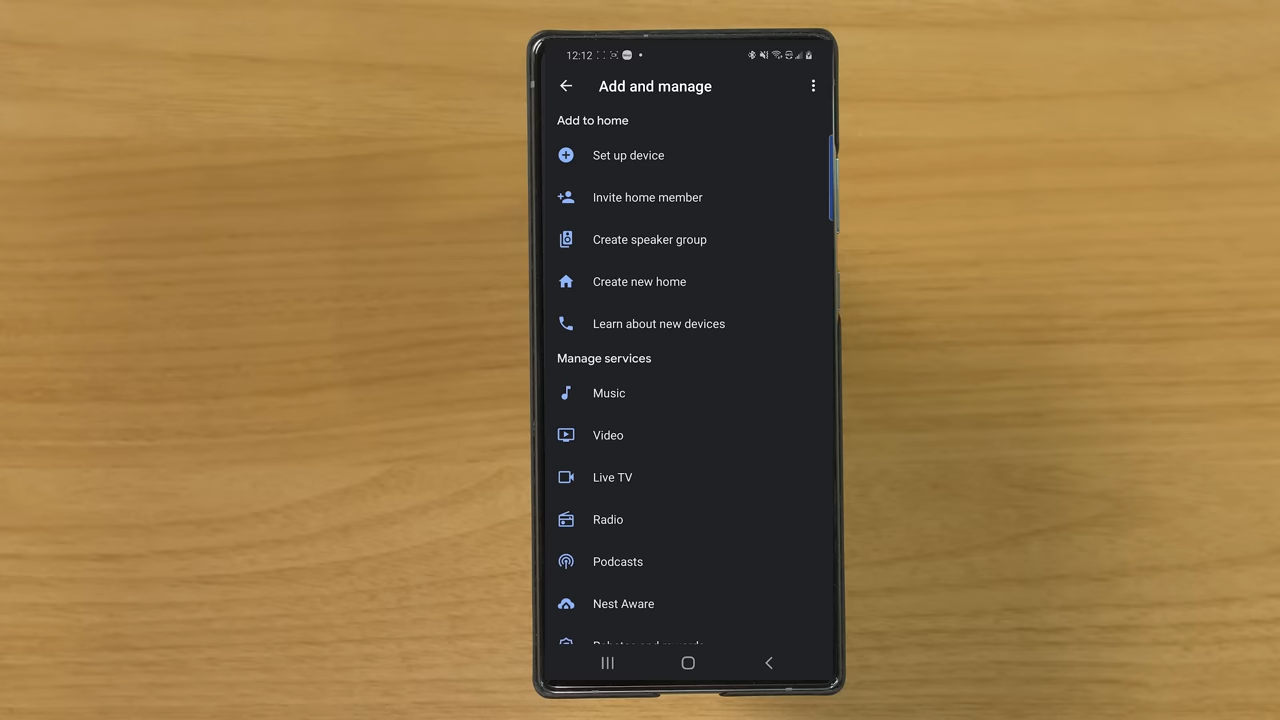 12:12
Add and manage
Add to home
Set up device
Invite home member
Create speaker group
Create new home
Learn about new devices
Manage services
Music
Video
Live TV
Radio
Podcasts
Nest Aware